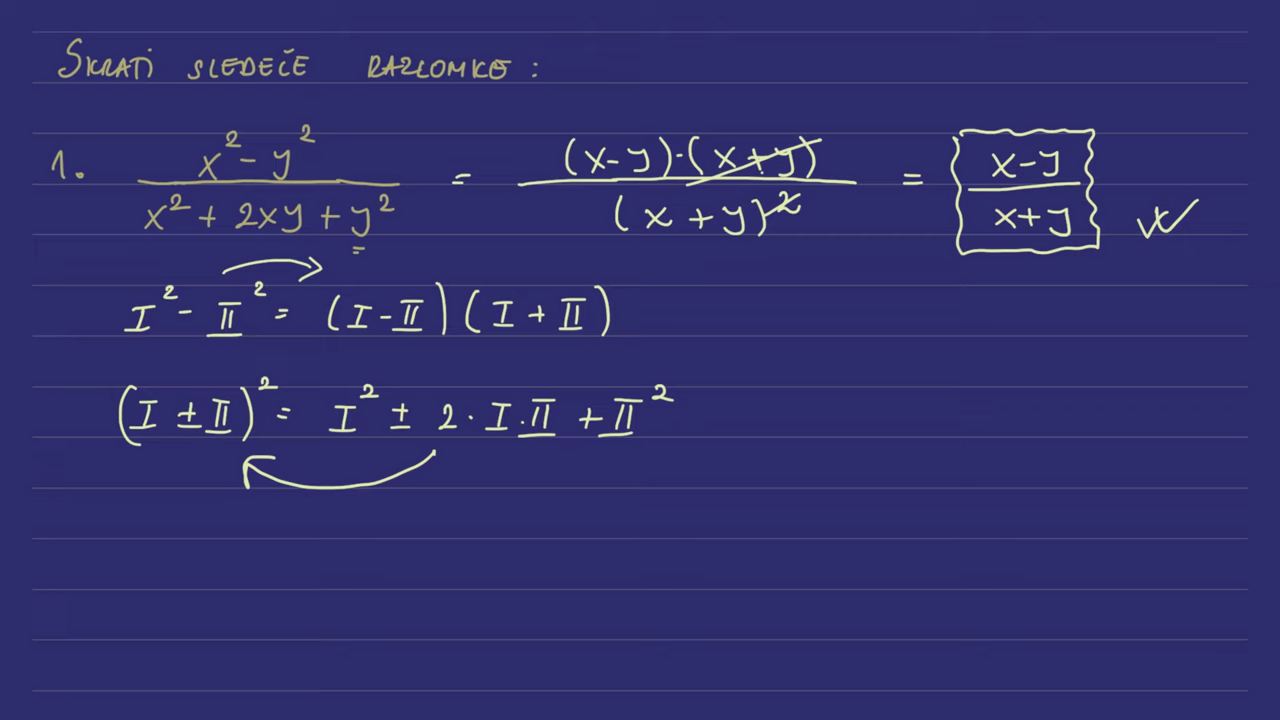 SKRATI SLEDEĆE RAZLOMKE :
1. x² - y² / x² + 2xy + y² = (x-y)·(x+y) / (x+y)² = x-y / x+y
I² - II² = (I-II)(I+II)
(I ± II)² = I² ± 2·I·II + II²